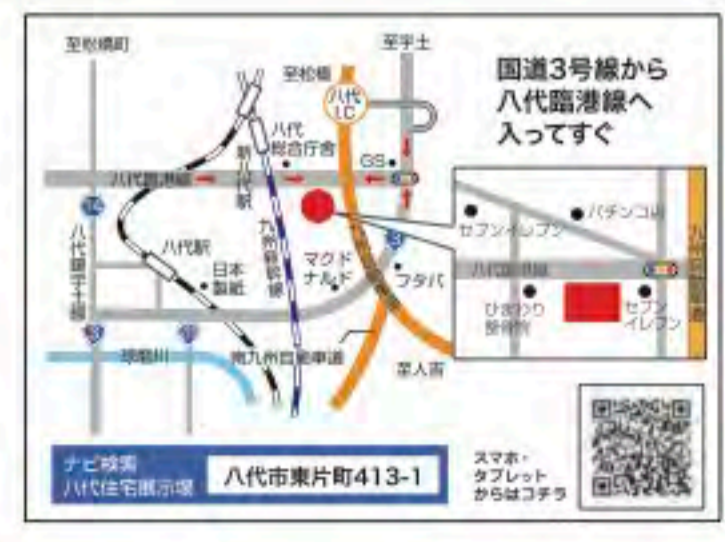 至松橋町
至宇土
至松橋
八代
I.C
国道3号線から
八代臨港線へ
入ってすぐ
八代
総合庁舎
GS
新八代駅
八代臨港線
九州新幹線
八代駅
日本
製紙
マクド
ナルド
フタバ
3
南九州自動車道
至人吉
球磨川
セブンイレブン
パチンコ店
八代臨港線
ひまわり
整骨院
セブン
イレブン
ナビ検索
八代住宅展示場
八代市東片町413-1
スマホ・
タブレット
からはコチラ